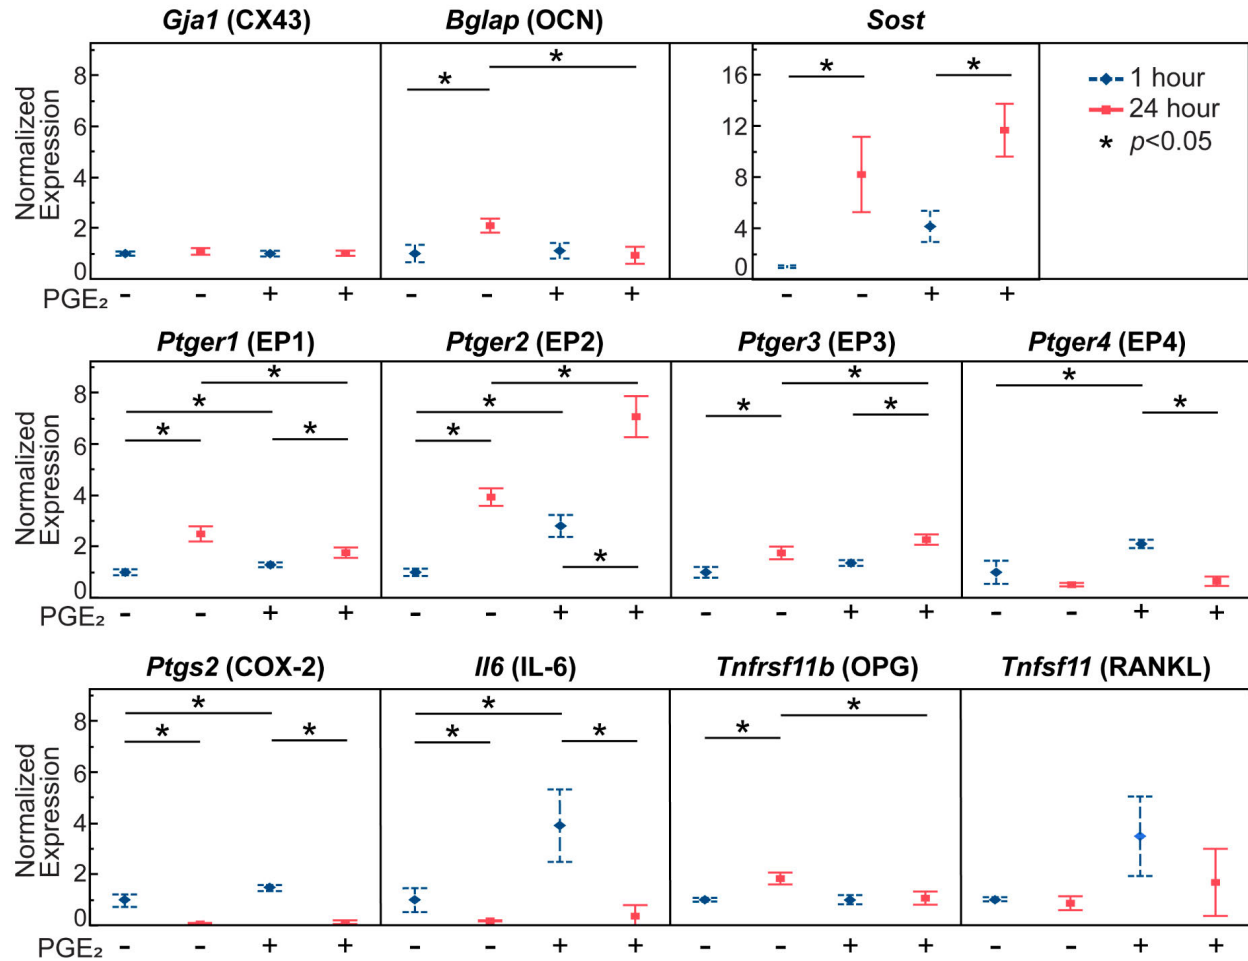 Gja1 (CX43) Bglap (OCN) Sost
Normalized Expression
8
6
4
2
0
16
12
8
4
0
* * * *
1 hour
24 hour
* p<0.05
PGE₂ - - + + - - + + - - + +
Ptger1 (EP1) Ptger2 (EP2) Ptger3 (EP3) Ptger4 (EP4)
Normalized Expression
8
6
4
2
0
* * * *
* * * *
* * * *
* * *
PGE₂ - - + + - - + + - - + + - - + +
Ptgs2 (COX-2) Il6 (IL-6) Tnfrsf11b (OPG) Tnfsf11 (RANKL)
Normalized Expression
8
6
4
2
0
* * *
* * * * *
PGE₂ - - + + - - + + - - + + - - + +